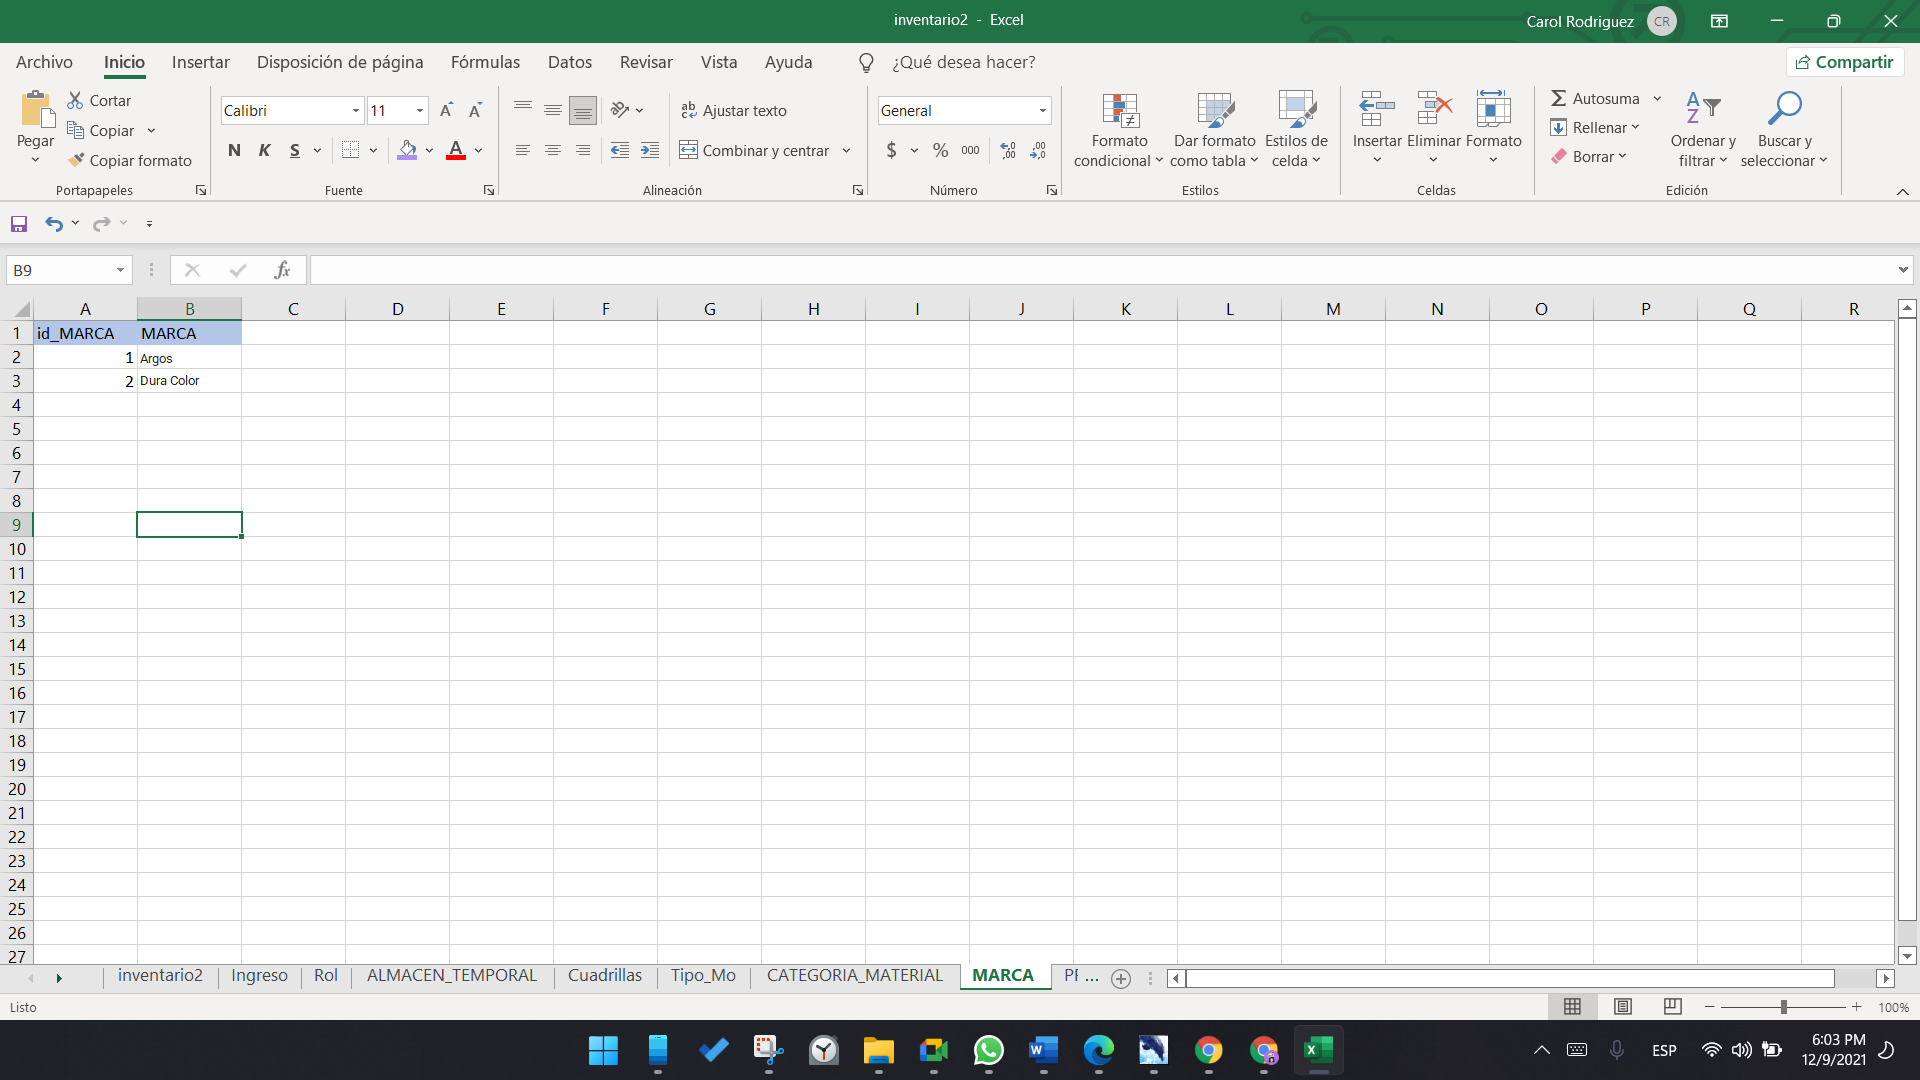 inventario2 - Excel
Carol Rodriguez CR
Archivo Inicio Insertar Disposición de página Fórmulas Datos Revisar Vista Ayuda ¿Qué desea hacer? Compartir
Pegar
Cortar
Copiar
Copiar formato
Portapapeles
Calibri 11
N K S A
Fuente
Ajustar texto
Combinar y centrar
Alineación
General
$ % 000
Número
Formato condicional
Dar formato como tabla
Estilos de celda
Estilos
Insertar Eliminar Formato
Celdas
Autosuma
Rellenar
Borrar
Ordenar y filtrar
Buscar y seleccionar
Edición
B9 fx
A B C D E F G H I J K L M N O P Q R
1 id_MARCA MARCA
2 1 Argos
3 2 Dura Color
4
5
6
7
8
9
10
11
12
13
14
15
16
17
18
19
20
21
22
23
24
25
26
27
inventario2 Ingreso Rol ALMACEN_TEMPORAL Cuadrillas Tipo_Mo CATEGORIA_MATERIAL MARCA ...
Listo 100%
ESP 6:03 PM
12/9/2021